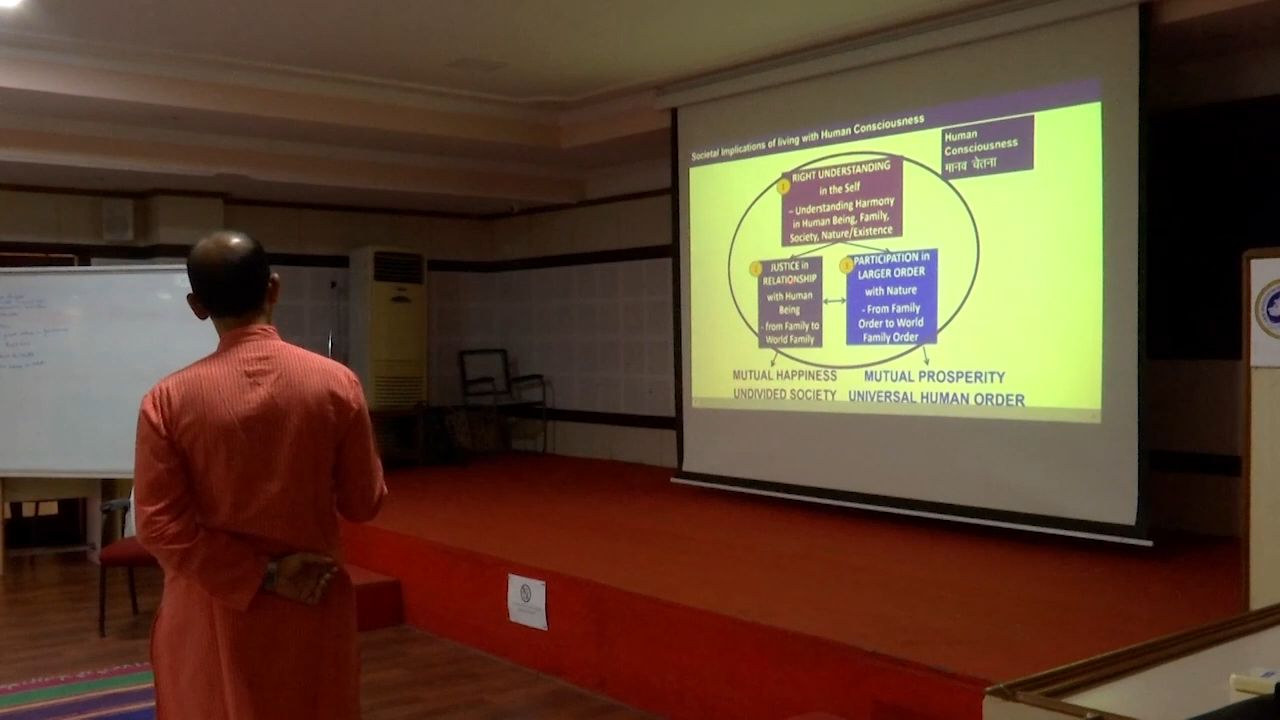 Societal Implications of living with Human Consciousness
Human
Consciousness
मानव चेतना
1
RIGHT UNDERSTANDING
in the Self
– Understanding Harmony
in Human Being, Family,
Society, Nature/Existence
2
JUSTICE in
RELATIONSHIP
with Human
Being
- from Family to
World Family
3
PARTICIPATION in
LARGER ORDER
with Nature
- From Family
Order to World
Family Order
MUTUAL HAPPINESS
UNDIVIDED SOCIETY
MUTUAL PROSPERITY
UNIVERSAL HUMAN ORDER